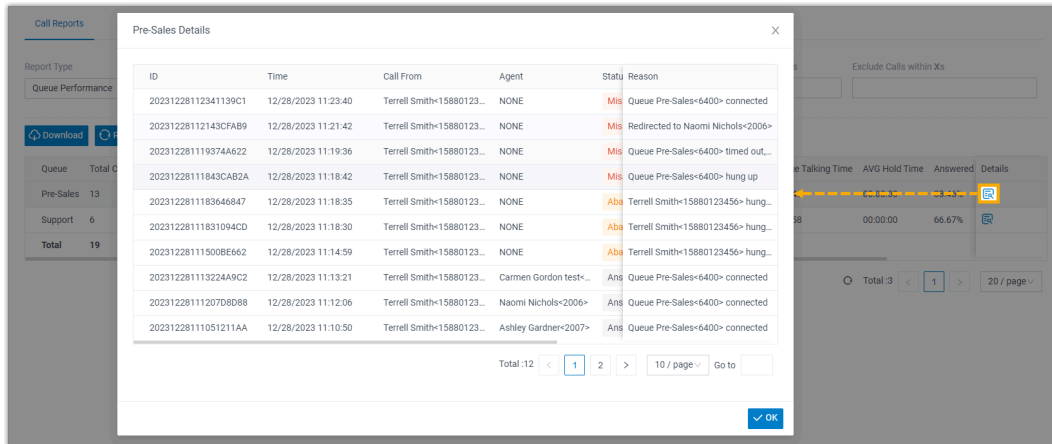 Call Reports
Pre-Sales Details
X
Report Type
Exclude Calls within Xs
Queue Performance
Download
ID Time Call From Agent Statu Reason
20231228112341139C1 12/28/2023 11:23:40 Terrell Smith<15880123... NONE Mis Queue Pre-Sales<6400> connected
20231228112143CFAB9 12/28/2023 11:21:42 Terrell Smith<15880123... NONE Mis Redirected to Naomi Nichols<2006>
202312281119374A622 12/28/2023 11:19:36 Terrell Smith<15880123... NONE Mis Queue Pre-Sales<6400> timed out,...
20231228111843CAB2A 12/28/2023 11:18:42 Terrell Smith<15880123... NONE Mis Queue Pre-Sales<6400> hung up
20231228111183646847 12/28/2023 11:18:35 Terrell Smith<15880123... NONE Aba Terrell Smith<15880123456> hung...
20231228111831094CD 12/28/2023 11:18:30 Terrell Smith<15880123... NONE Aba Terrell Smith<15880123456> hung...
20231228111500BE662 12/28/2023 11:14:59 Terrell Smith<15880123... NONE Aba Terrell Smith<15880123456> hung...
202312281113224A9C2 12/28/2023 11:13:21 Terrell Smith<15880123... Carmen Gordon test<... Ans Queue Pre-Sales<6400> connected
20231228111207D8D88 12/28/2023 11:12:06 Terrell Smith<15880123... Naomi Nichols<2006> Ans Queue Pre-Sales<6400> connected
20231228111051211AA 12/28/2023 11:10:50 Terrell Smith<15880123... Ashley Gardner<2007> Ans Queue Pre-Sales<6400> connected
Queue Total C
e Talking Time AVG Hold Time Answered Details
Pre-Sales 13
Support 6
58 00:00:00 66.67%
Total 19
Total :3 < 1 > 20 / page
Total :12 < 1 2 > 10 / page Go to
OK